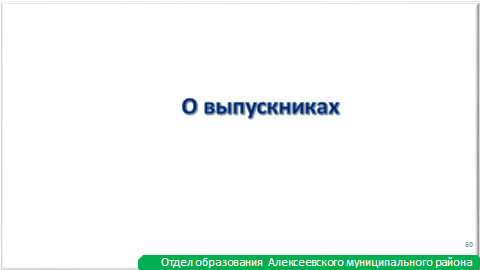 О выпускниках
60
Отдел образования Алексеевского муниципального района